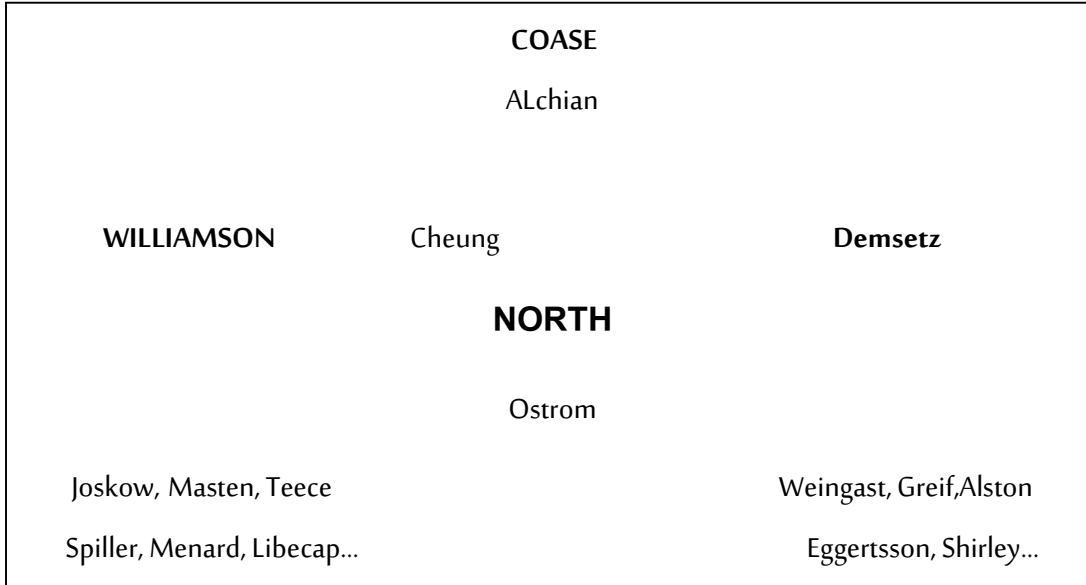 COASE
ALchian
WILLIAMSON Cheung Demsetz
NORTH
Ostrom
Joskow, Masten, Teece Weingast, Greif,Alston
Spiller, Menard, Libecap... Eggertsson, Shirley...